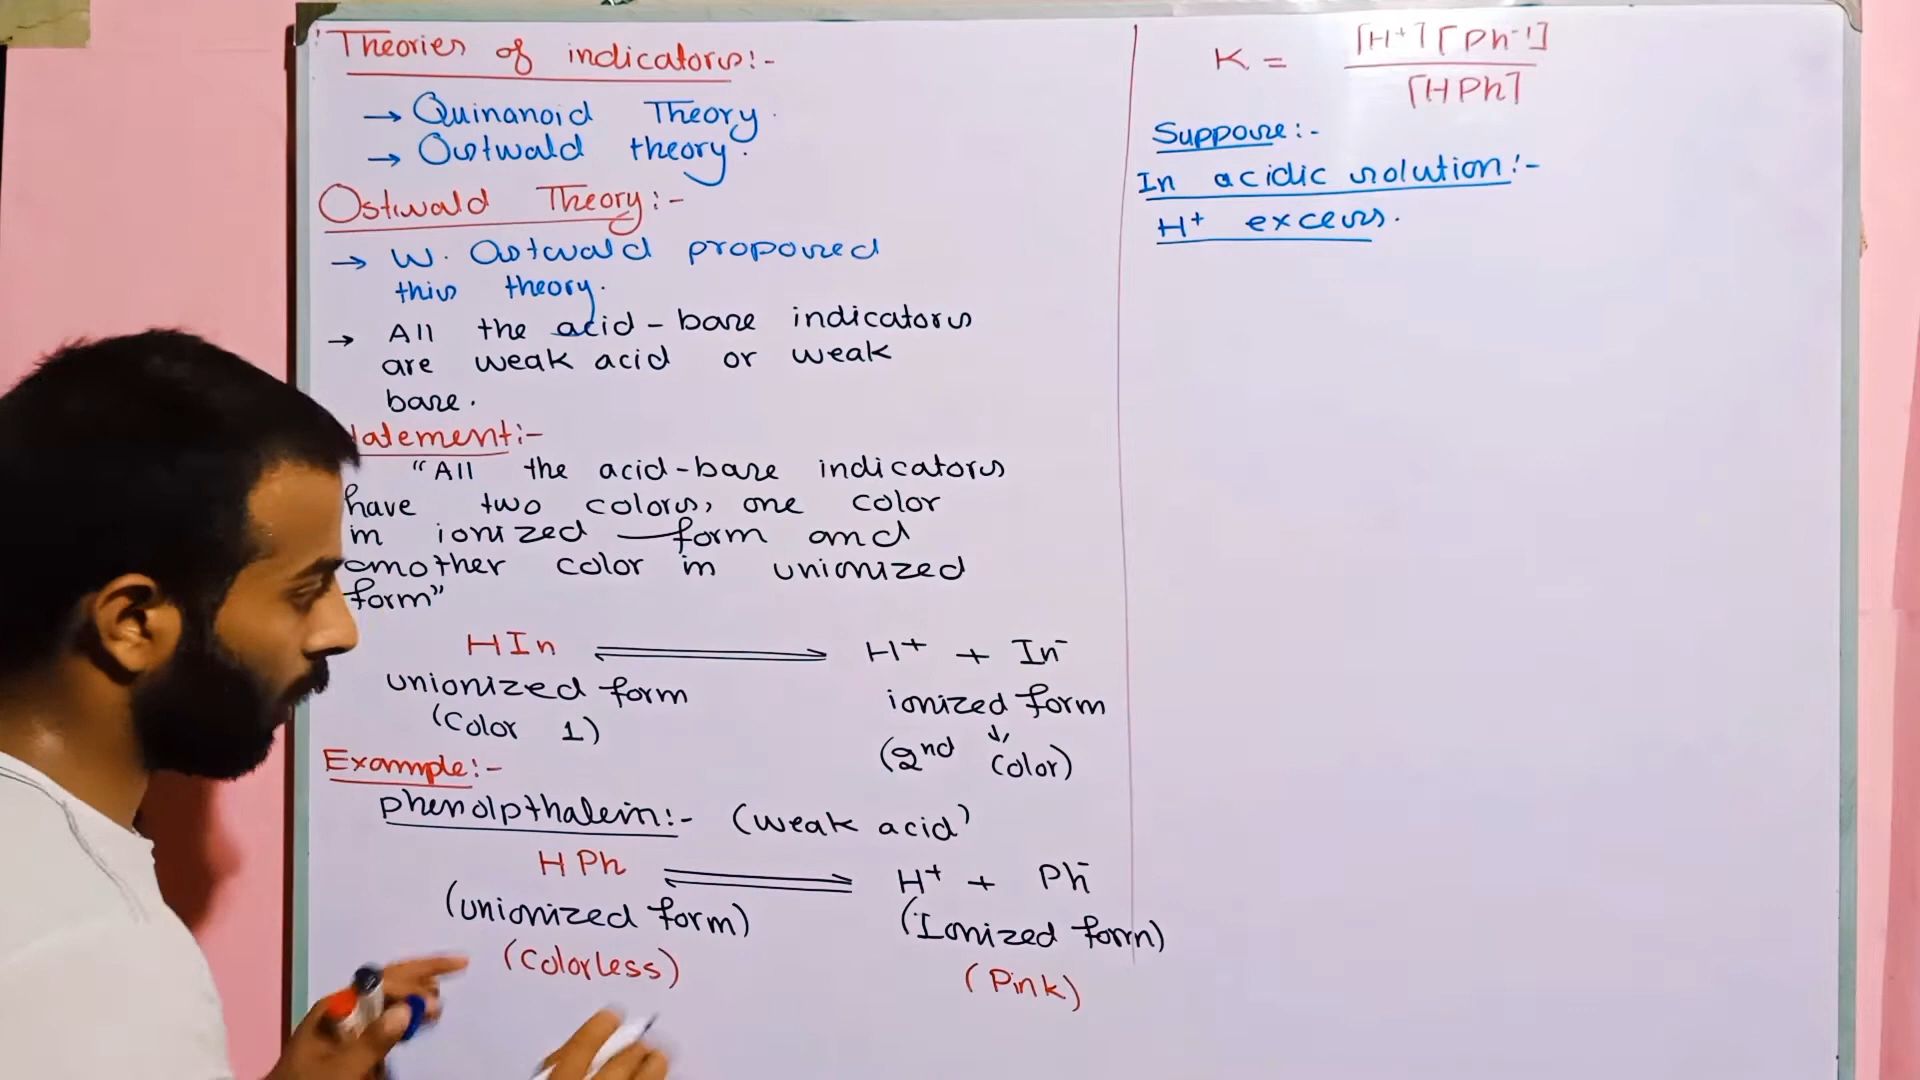 Theories of indicators:-
→ Quinanoid Theory.
→ Ostwald theory.
Ostwald Theory:-
→ W. Ostwald proposed
this theory.
→ All the acid-base indicators
are weak acid or weak
base.
tatement:-
"All the acid-base indicators
have two colors, one color
in ionized form and
another color in unionized
form"
HIn ⇌ H⁺ + In⁻
unionized form ionized form
(Color 1) ↓
(2nd Color)
Example:-
phenolpthalein:- (weak acid)
HPh ⇌ H⁺ + Ph⁻
(unionized form) (Ionized form)
(Colorless) (Pink)
K = [H⁺][Ph⁻¹]
[HPh]
Suppose:-
In acidic solution:-
H⁺ excess.